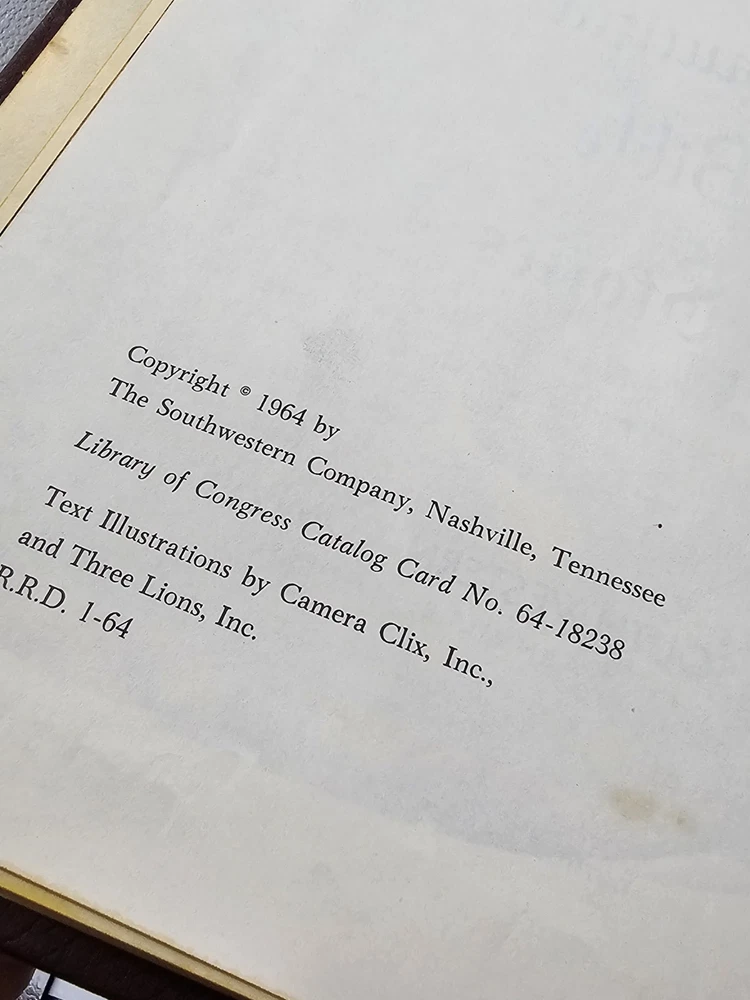 Copyright © 1964 by
The Southwestern Company, Nashville, Tennessee
Library of Congress Catalog Card No. 64-18238
Text Illustrations by Camera Clix, Inc.,
and Three Lions, Inc.
R.R.D. 1-64